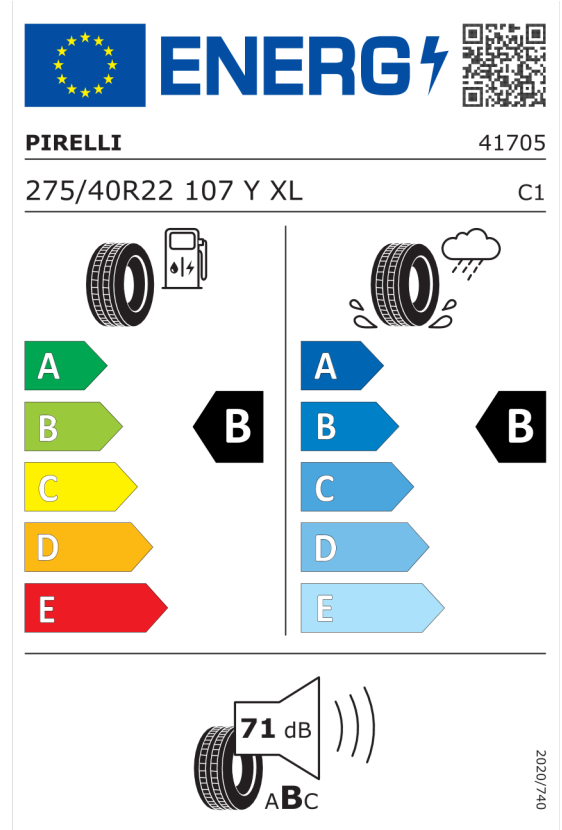 ENERG
PIRELLI 41705
275/40R22 107 Y XL C1
A A
B B B B
C C
D D
E E
71 dB
ABC
2020/740